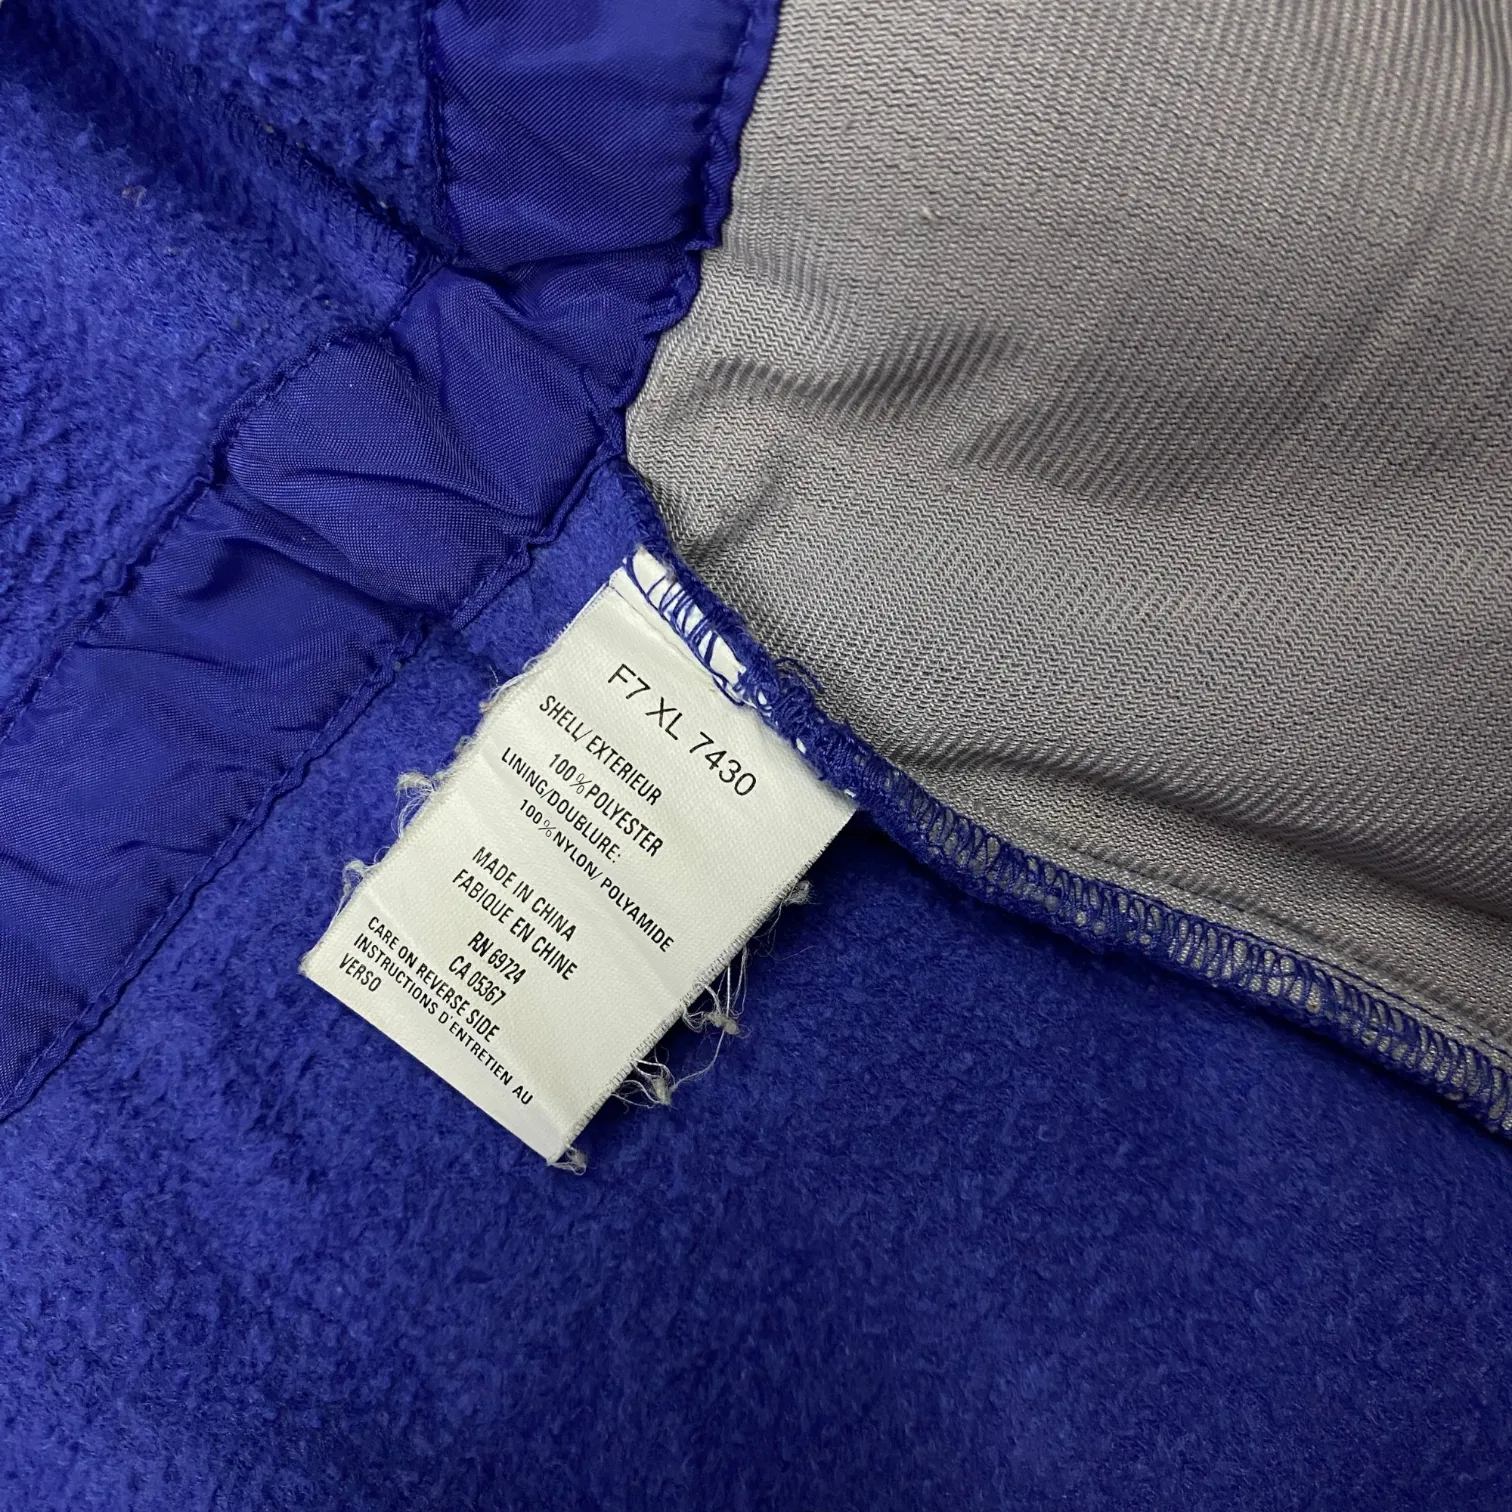 F7 XL 7430
SHELL/EXTERIEUR
100% POLYESTER
LINING/DOUBLURE:
100% NYLON/POLYAMIDE
MADE IN CHINA
FABIQUE EN CHINE
RN 69724
CA 05367
CARE ON REVERSE SIDE
INSTRUCTIONS D'ENTRETIEN AU
VERSO